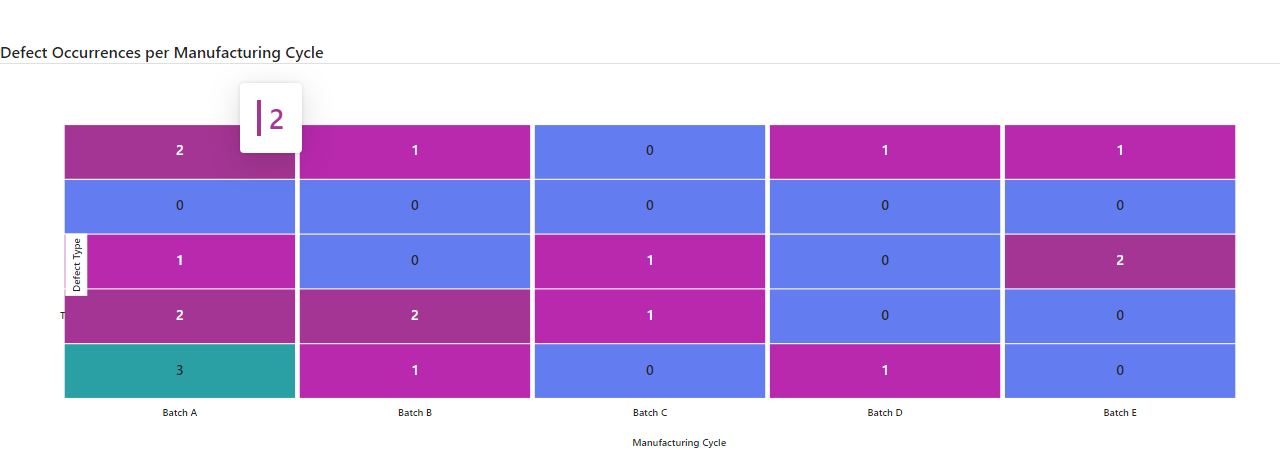 Defect Occurrences per Manufacturing Cycle
2
2 1 0 1 1
0 0 0 0 0
Defect Type
1 0 1 0 2
T
2 2 1 0 0
3 1 0 1 0
Batch A Batch B Batch C Batch D Batch E
Manufacturing Cycle